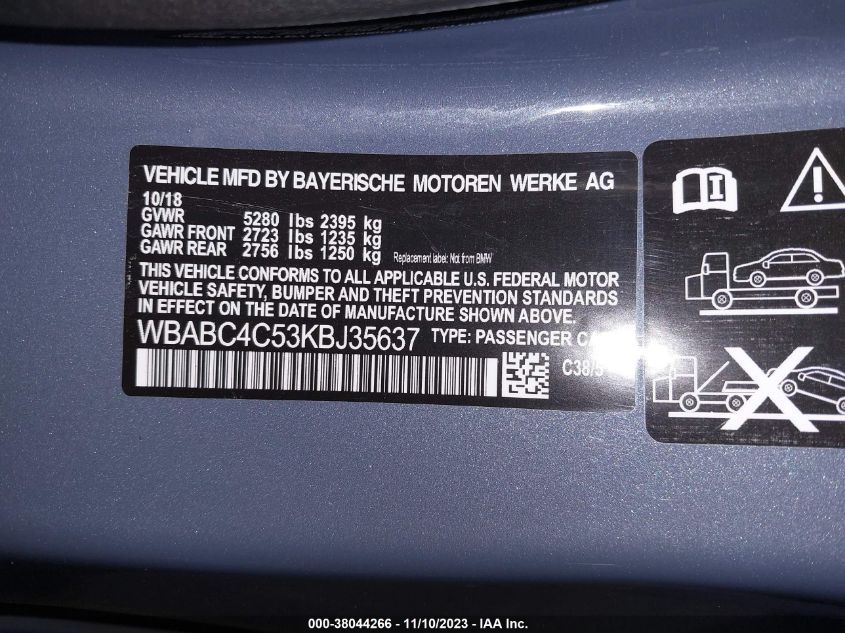 VEHICLE MFD BY BAYERISCHE MOTOREN WERKE AG
10/18
GVWR 5280 lbs 2395 kg
GAWR FRONT 2723 lbs 1235 kg
GAWR REAR 2756 lbs 1250 kg
Replacement label: Not from BMW
THIS VEHICLE CONFORMS TO ALL APPLICABLE U.S. FEDERAL MOTOR
VEHICLE SAFETY, BUMPER AND THEFT PREVENTION STANDARDS
IN EFFECT ON THE DATE OF MANUFACTURE SHOWN ABOVE.
WBABC4C53KBJ35637 TYPE: PASSENGER CA
C38/5
000-38044266 - 11/10/2023 - IAA Inc.